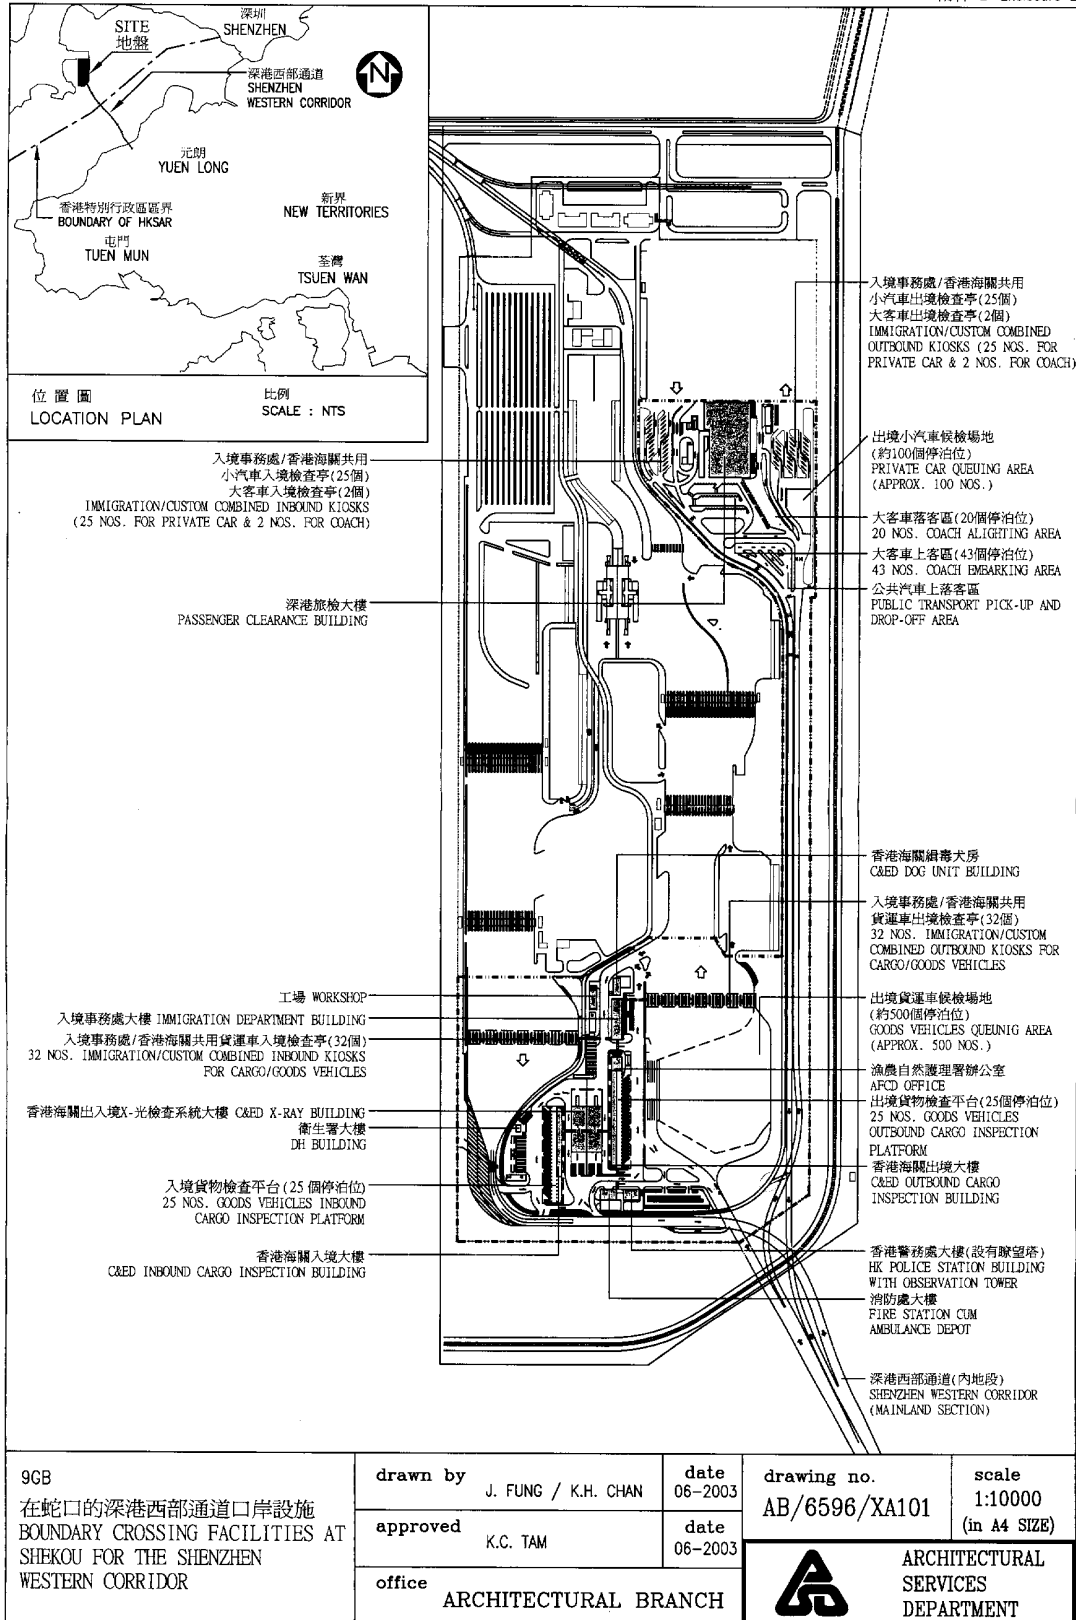 深圳
SHENZHEN
SITE
地盤
N
深港西部通道
SHENZHEN
WESTERN CORRIDOR
元朗
YUEN LONG
新界
NEW TERRITORIES
香港特別行政區區界
BOUNDARY OF HKSAR
屯門
TUEN MUN
荃灣
TSUEN WAN
位置圖
LOCATION PLAN
比例
SCALE : NTS
入境事務處/香港海關共用
小汽車入境檢查亭(25個)
大客車入境檢查亭(2個)
IMMIGRATION/CUSTOM COMBINED INBOUND KIOSKS
(25 NOS. FOR PRIVATE CAR & 2 NOS. FOR COACH)
深港旅檢大樓
PASSENGER CLEARANCE BUILDING
入境事務處/香港海關共用
小汽車出境檢查亭(25個)
大客車出境檢查亭(2個)
IMMIGRATION/CUSTOM COMBINED
OUTBOUND KIOSKS (25 NOS. FOR
PRIVATE CAR & 2 NOS. FOR COACH)
出境小汽車候檢場地
(約100個停泊位)
PRIVATE CAR QUEUING AREA
(APPROX. 100 NOS.)
大客車落客區(20個停泊位)
20 NOS. COACH ALIGHTING AREA
大客車上客區(43個停泊位)
43 NOS. COACH EMBARKING AREA
公共汽車上落客區
PUBLIC TRANSPORT PICK-UP AND
DROP-OFF AREA
香港海關緝毒犬房
C&ED DOG UNIT BUILDING
入境事務處/香港海關共用
貨運車出境檢查亭(32個)
32 NOS. IMMIGRATION/CUSTOM
COMBINED OUTBOUND KIOSKS FOR
CARGO/GOODS VEHICLES
出境貨運車候檢場地
(約500個停泊位)
GOODS VEHICLES QUEUNIG AREA
(APPROX. 500 NOS.)
漁農自然護理署辦公室
AFCD OFFICE
出境貨物檢查平台(25個停泊位)
25 NOS. GOODS VEHICLES
OUTBOUND CARGO INSPECTION
PLATFORM
香港海關出境大樓
C&ED OUTBOUND CARGO
INSPECTION BUILDING
香港警務處大樓(設有瞭望塔)
HK POLICE STATION BUILDING
WITH OBSERVATION TOWER
消防處大樓
FIRE STATION CUM
AMBULANCE DEPOT
深港西部通道(內地段)
SHENZHEN WESTERN CORRIDOR
(MAINLAND SECTION)
工場 WORKSHOP
入境事務處大樓 IMMIGRATION DEPARTMENT BUILDING
入境事務處/香港海關共用貨運車入境檢查亭(32個)
32 NOS. IMMIGRATION/CUSTOM COMBINED INBOUND KIOSKS
FOR CARGO/GOODS VEHICLES
香港海關出入境X-光檢查系統大樓 C&ED X-RAY BUILDING
衛生署大樓
DH BUILDING
入境貨物檢查平台(25個停泊位)
25 NOS. GOODS VEHICLES INBOUND
CARGO INSPECTION PLATFORM
香港海關入境大樓
C&ED INBOUND CARGO INSPECTION BUILDING
9GB
在蛇口的深港西部通道口岸設施
BOUNDARY CROSSING FACILITIES AT
SHEKOU FOR THE SHENZHEN
WESTERN CORRIDOR
drawn by
J. FUNG / K.H. CHAN
date
06-2003
approved
K.C. TAM
date
06-2003
office
ARCHITECTURAL BRANCH
drawing no.
AB/6596/XA101
scale
1:10000
(in A4 SIZE)
ARCHITECTURAL
SERVICES
DEPARTMENT